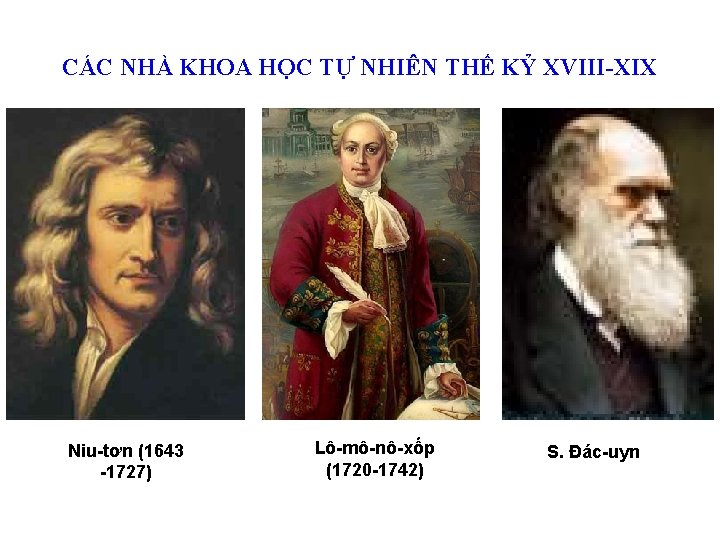 CÁC NHÀ KHOA HỌC TỰ NHIÊN THẾ KỶ XVIII-XIX
Niu-tơn (1643
-1727)
Lô-mô-nô-xốp
(1720-1742)
S. Đác-uyn